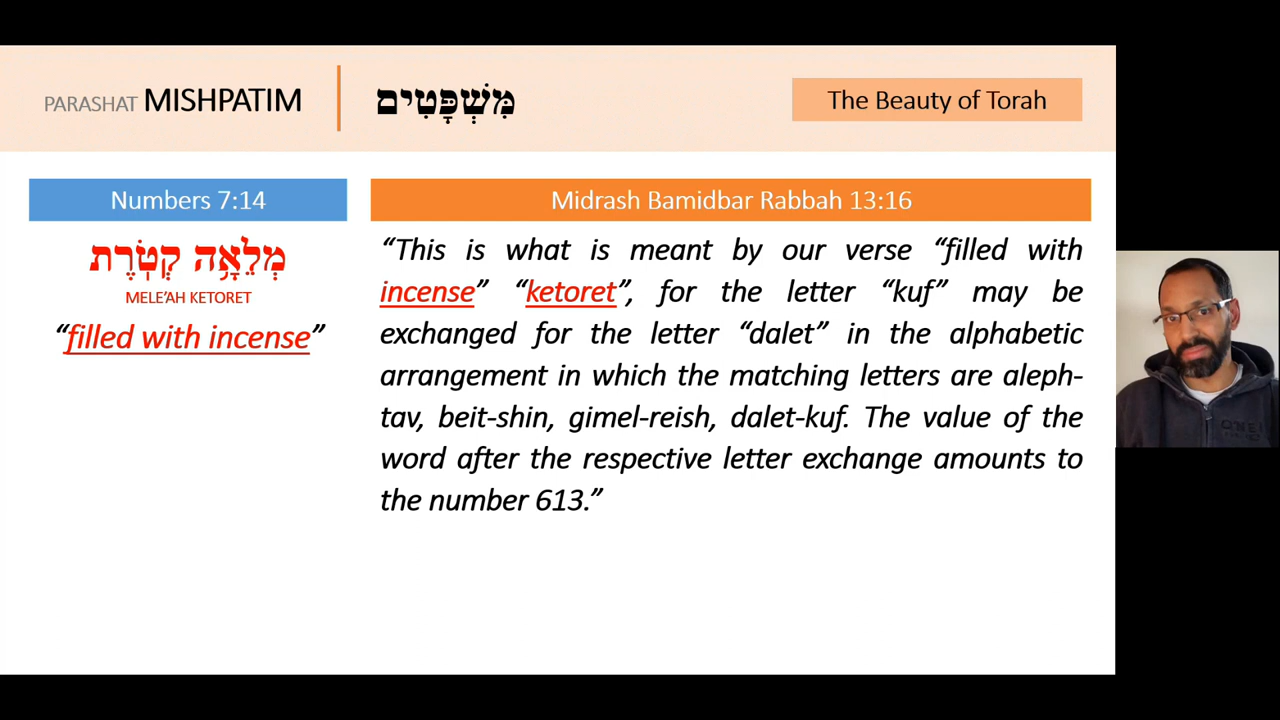 PARASHAT MISHPATIM
מִּשְׁפָּטִים
The Beauty of Torah
Numbers 7:14
מְלֵאָ֥ה קְטֹֽרֶת
MELE’AH KETORET
“filled with incense”
Midrash Bamidbar Rabbah 13:16
“This is what is meant by our verse “filled with
incense” “ketoret”, for the letter “kuf” may be
exchanged for the letter “dalet” in the alphabetic
arrangement in which the matching letters are aleph-
tav, beit-shin, gimel-reish, dalet-kuf. The value of the
word after the respective letter exchange amounts to
the number 613.”